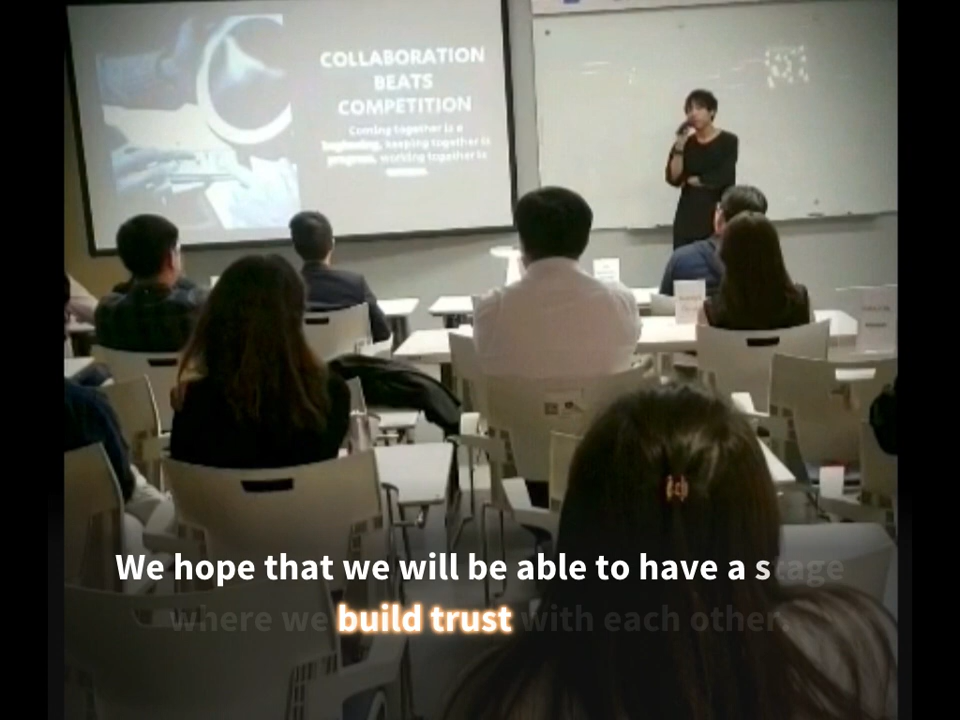 COLLABORATION
BEATS
COMPETITION
Coming together is a
beginning, keeping together is
progress, working together is
We hope that we will be able to have a stage
where we build trust with each other.